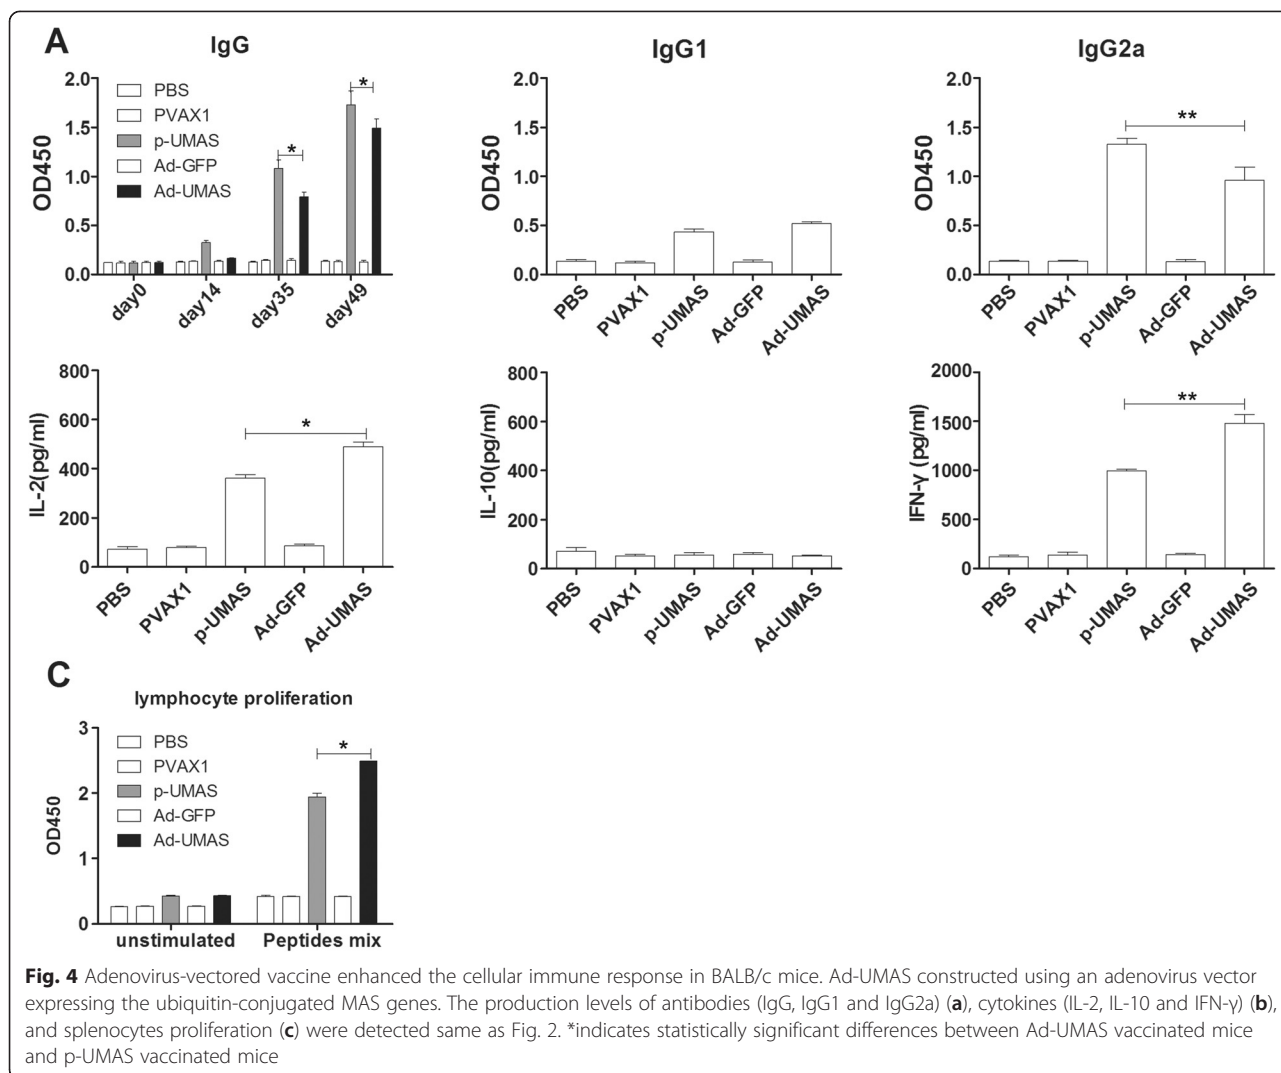 A
IgG
OD450
2.0
1.5
1.0
0.5
0.0
PBS
PVAX1
p-UMAS
Ad-GFP
Ad-UMAS
*
*
day0
day14
day35
day49
IgG1
OD450
2.0
1.5
1.0
0.5
0.0
PBS
PVAX1
p-UMAS
Ad-GFP
Ad-UMAS
IgG2a
OD450
2.0
1.5
1.0
0.5
0.0
**
PBS
PVAX1
p-UMAS
Ad-GFP
Ad-UMAS
IL-2(pg/ml)
800
600
400
200
0
*
PBS
PVAX1
p-UMAS
Ad-GFP
Ad-UMAS
IL-10(pg/ml)
800
600
400
200
0
PBS
PVAX1
p-UMAS
Ad-GFP
Ad-UMAS
IFN-γ (pg/ml)
2000
1500
1000
500
0
**
PBS
PVAX1
p-UMAS
Ad-GFP
Ad-UMAS
C
lymphocyte proliferation
OD450
3
2
1
0
PBS
PVAX1
p-UMAS
Ad-GFP
Ad-UMAS
*
unstimulated
Peptides mix
Fig. 4 Adenovirus-vectored vaccine enhanced the cellular immune response in BALB/c mice. Ad-UMAS constructed using an adenovirus vector
expressing the ubiquitin-conjugated MAS genes. The production levels of antibodies (IgG, IgG1 and IgG2a) (a), cytokines (IL-2, IL-10 and IFN-γ) (b),
and splenocytes proliferation (c) were detected same as Fig. 2. *indicates statistically significant differences between Ad-UMAS vaccinated mice
and p-UMAS vaccinated mice